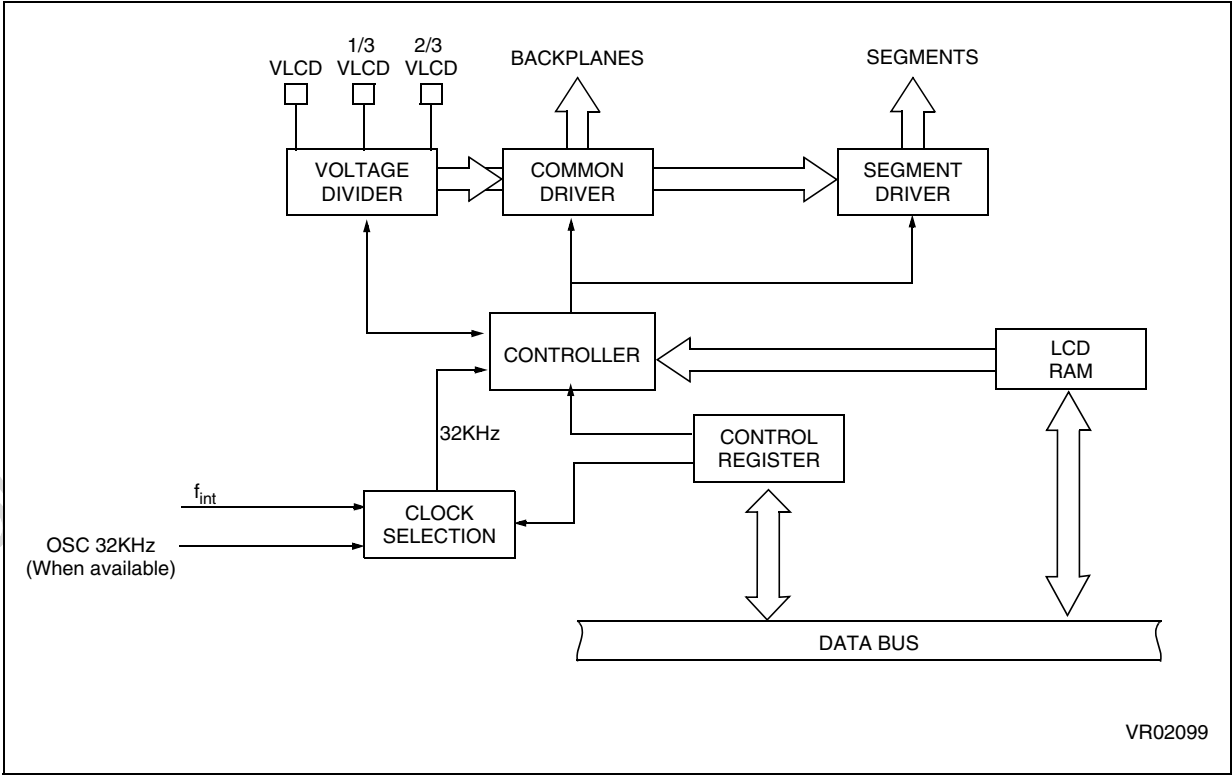 VLCD
1/3
VLCD
2/3
VLCD
BACKPLANES
SEGMENTS
VOLTAGE
DIVIDER
COMMON
DRIVER
SEGMENT
DRIVER
CONTROLLER
LCD
RAM
32KHz
CONTROL
REGISTER
fint
CLOCK
SELECTION
OSC 32KHz
(When available)
DATA BUS
VR02099